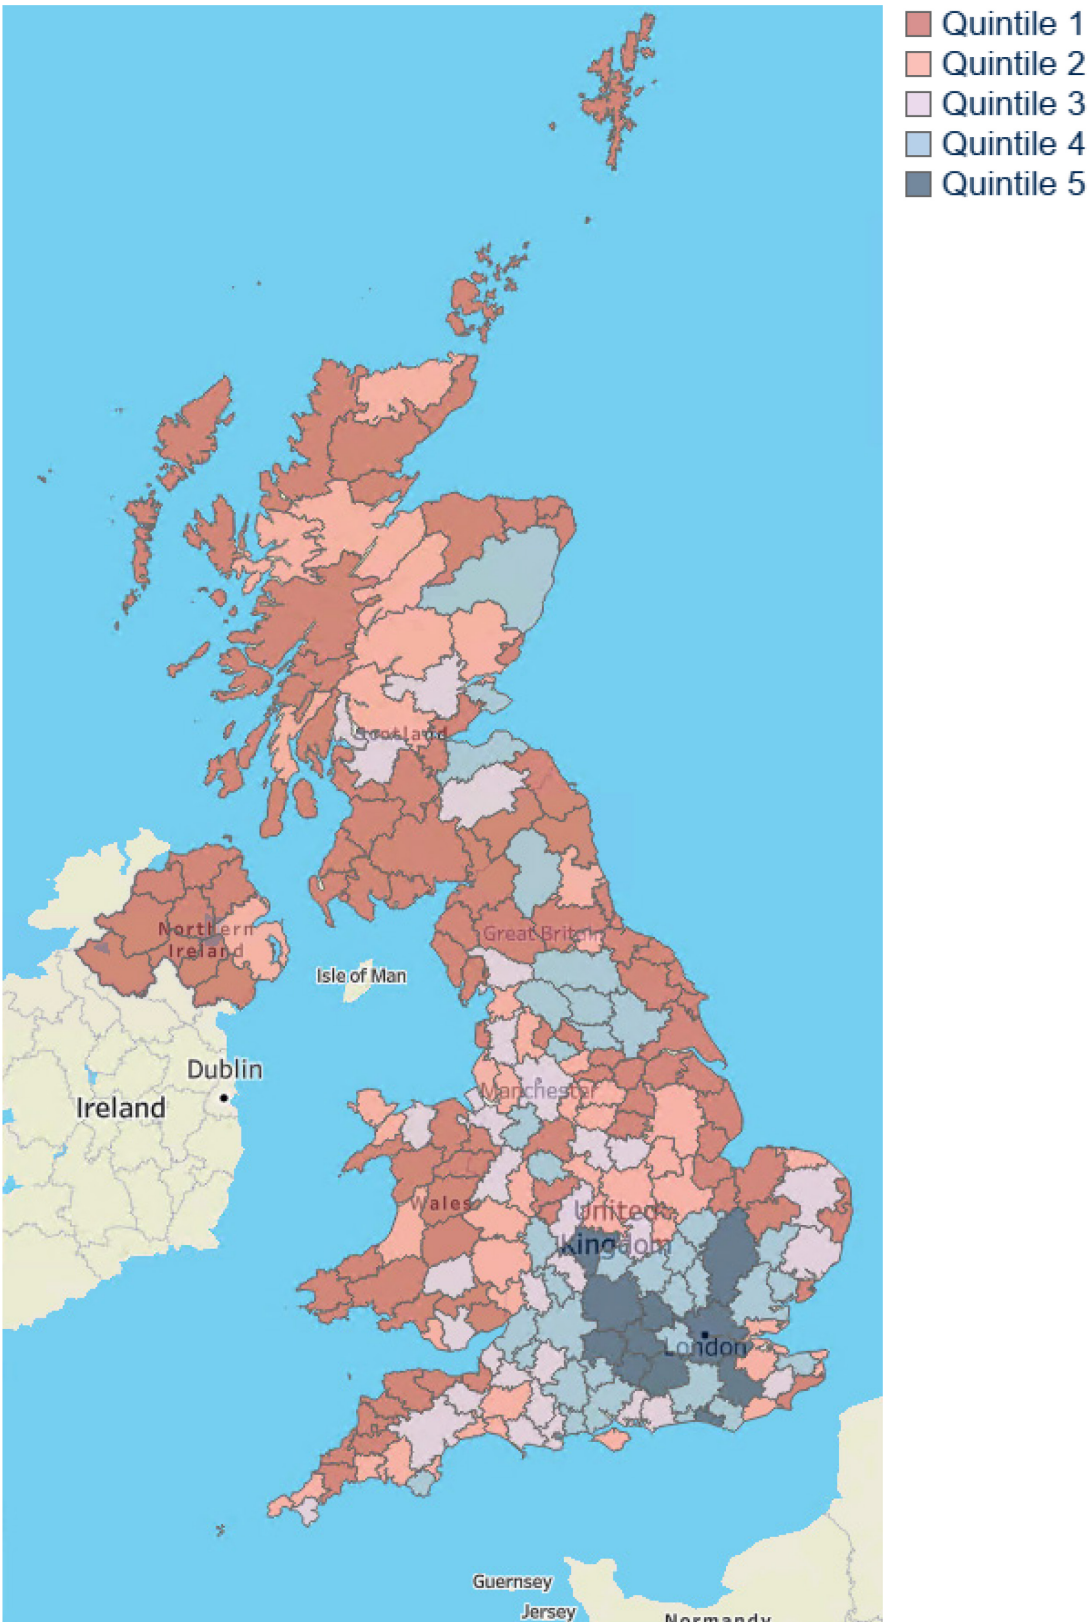 Quintile 1
Quintile 2
Quintile 3
Quintile 4
Quintile 5
Scotland
Northern
Ireland
Great Britain
Isle of Man
Dublin
Ireland
Manchester
Wales
United
Kingdom
London
Guernsey
Jersey
Normandy